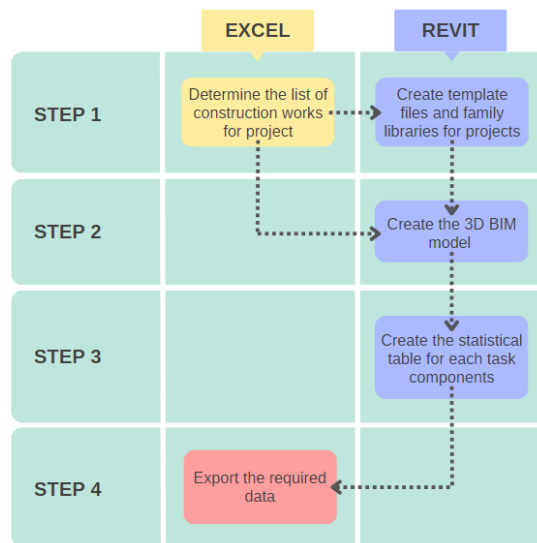 EXCEL
REVIT
STEP 1
Determine the list of
construction works
for project
Create template
files and family
libraries for projects
STEP 2
Create the 3D BIM
model
STEP 3
Create the statistical
table for each task
components
STEP 4
Export the required
data